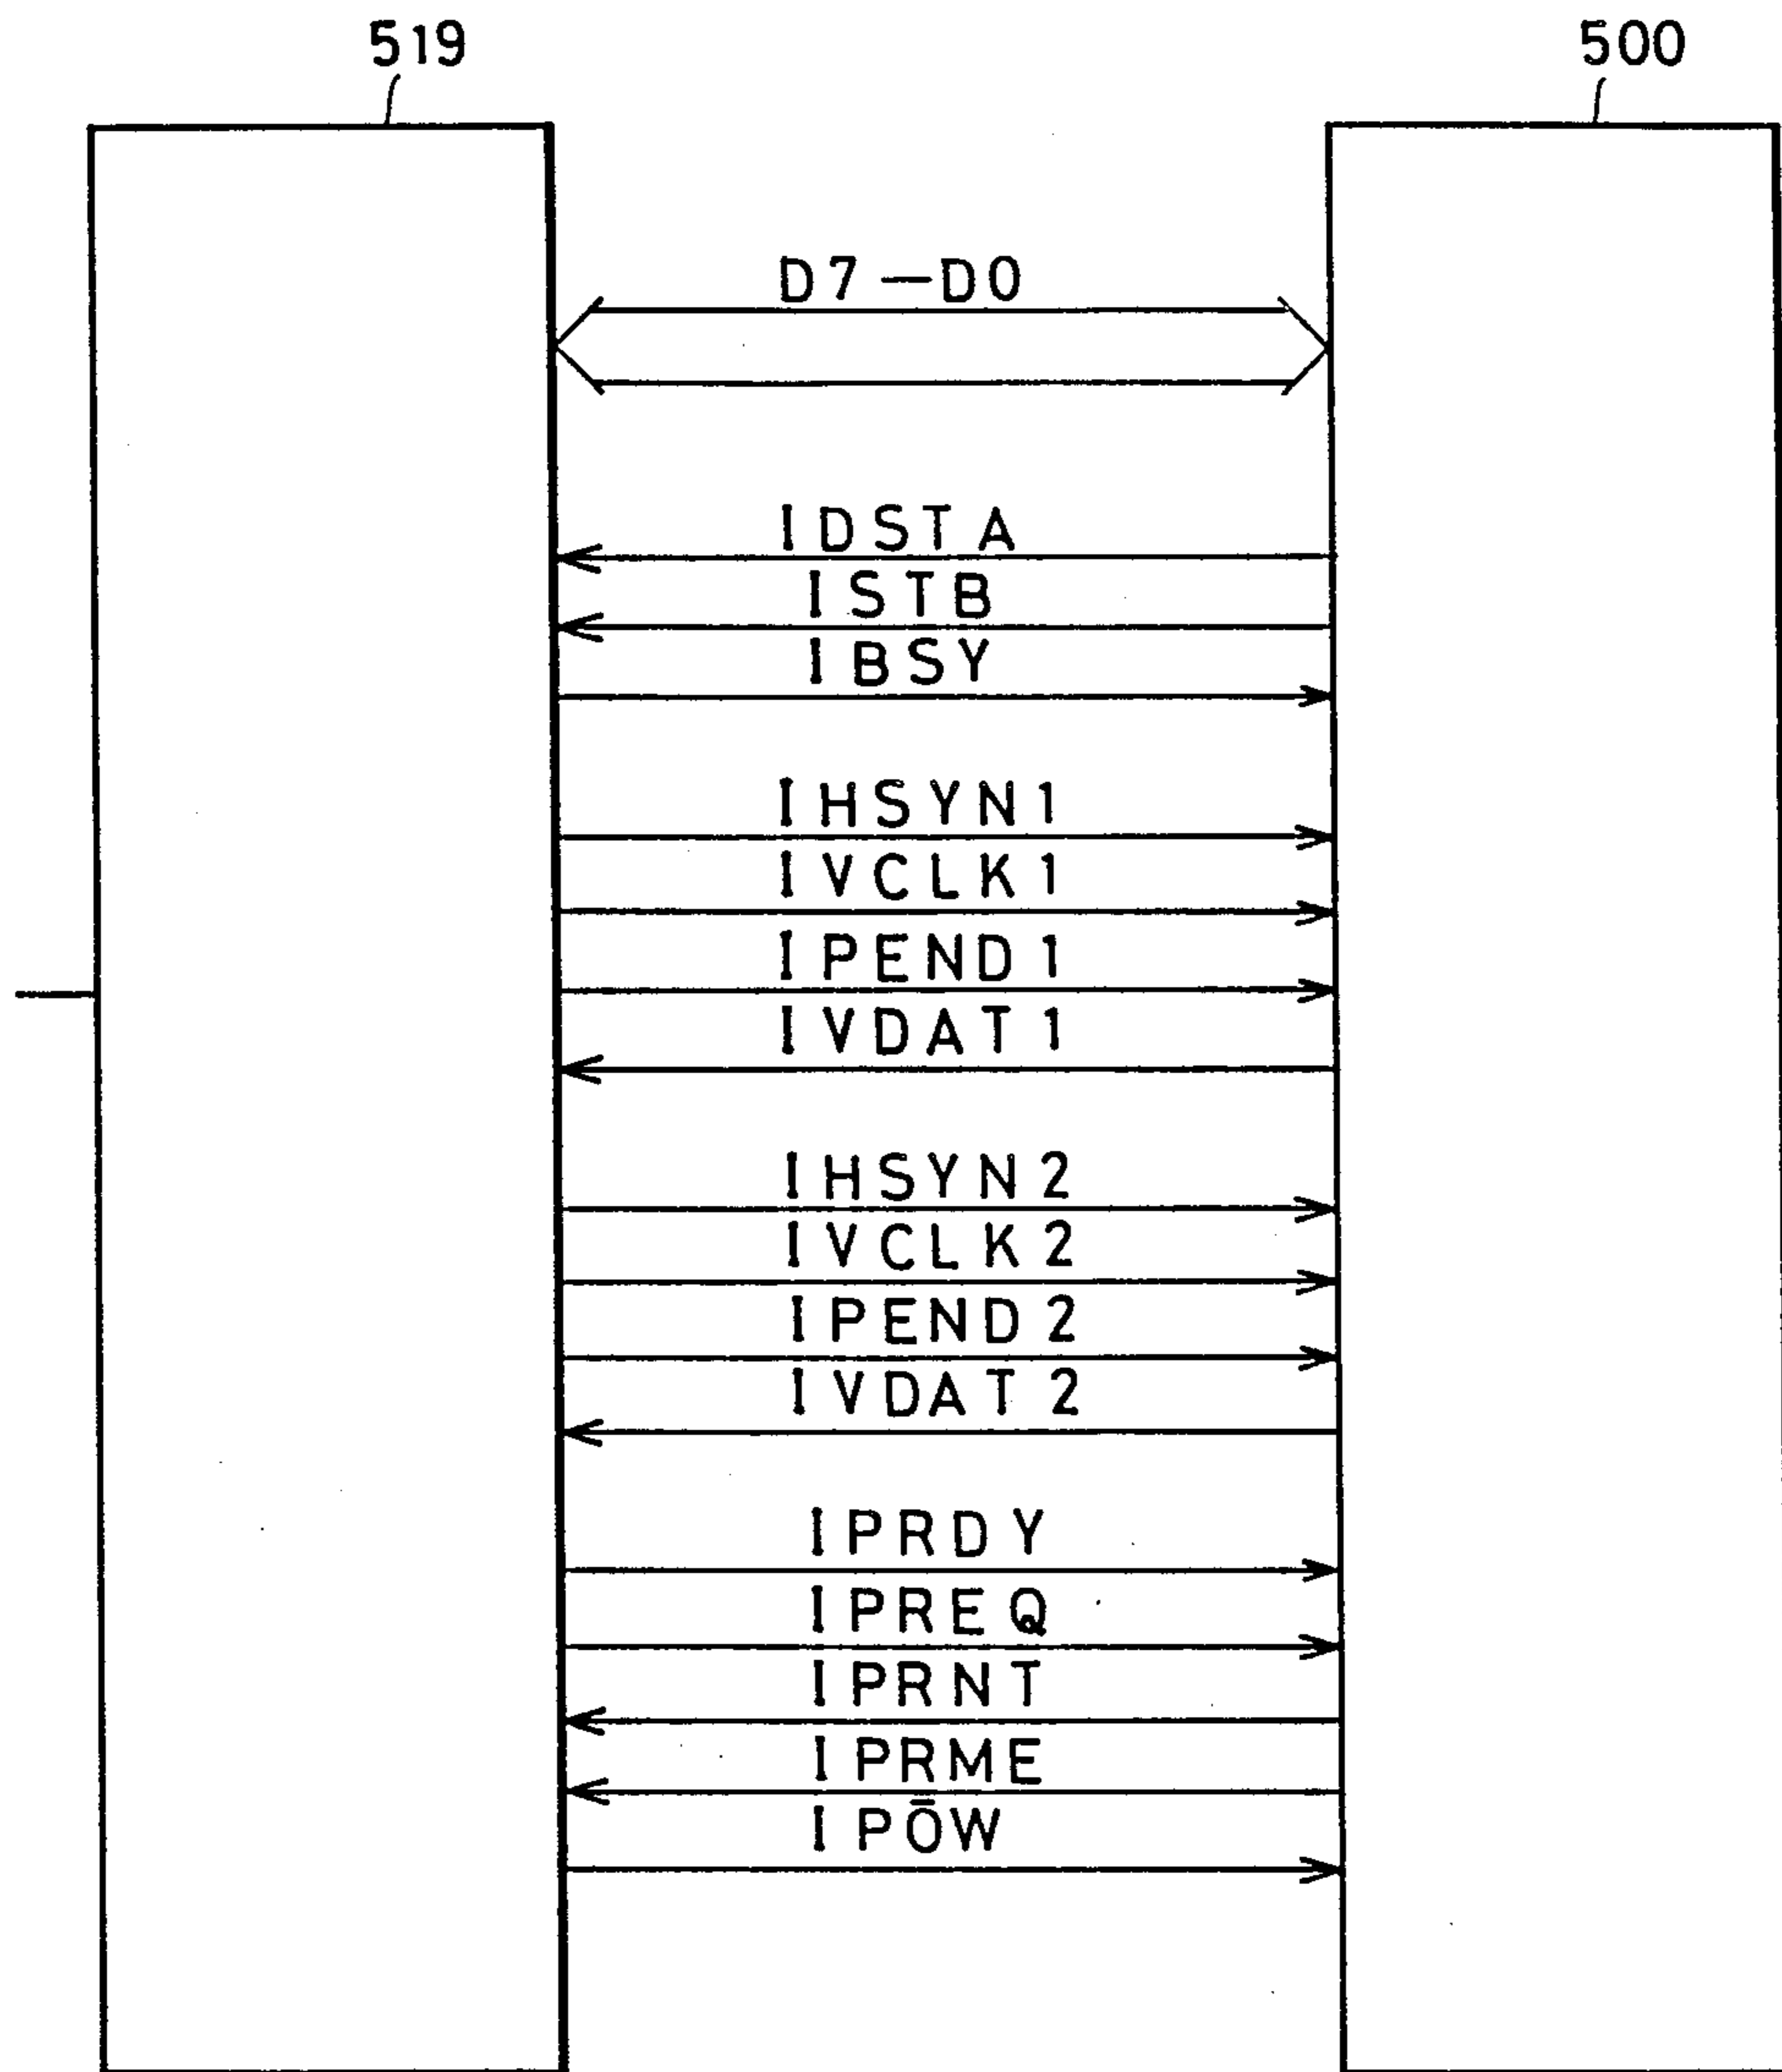 519 500
D7—D0
IDSTA
ISTB
IBSY
IHSYN1
IVCLK1
IPEND1
IVDAT1
IHSYN2
IVCLK2
IPEND2
IVDAT2
IPRDY
IPREQ
IPRNT
IPRME
IPŌW